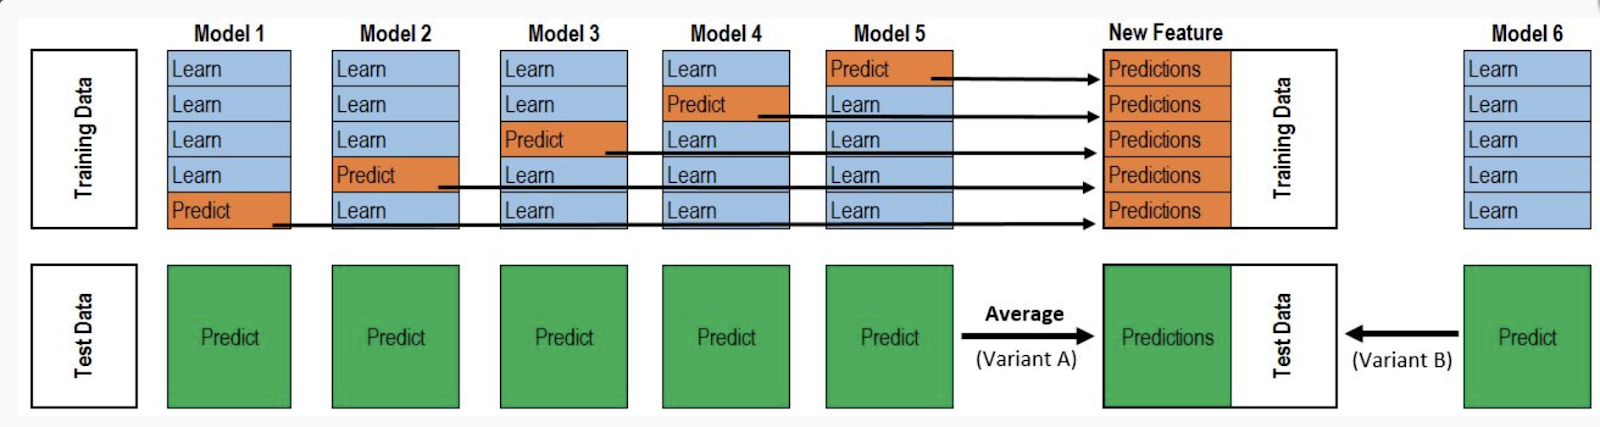 Model 1 Model 2 Model 3 Model 4 Model 5 New Feature Model 6
Training Data
Learn Learn Learn Learn Predict Predictions Learn
Learn Learn Learn Predict Learn Predictions Learn
Learn Learn Predict Learn Learn Predictions Learn
Learn Predict Learn Learn Learn Predictions Learn
Predict Learn Learn Learn Learn Predictions Learn
Training Data
Test Data
Predict Predict Predict Predict Predict
Average
(Variant A)
Predictions
Test Data
(Variant B)
Predict